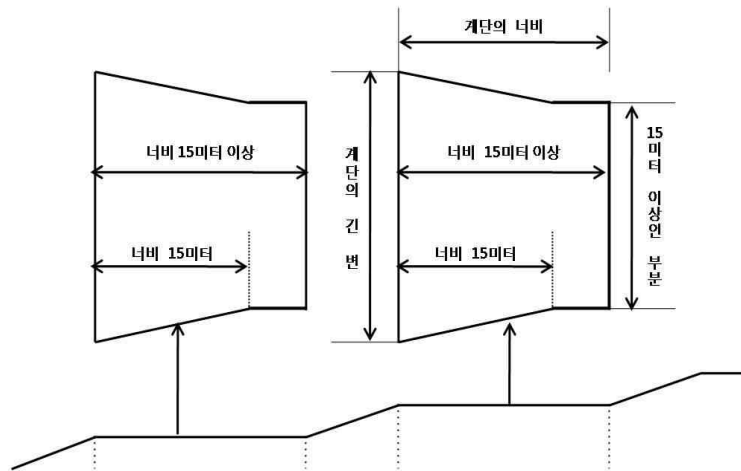 계단의 너비
너비 15미터 이상
계단의 긴 변
너비 15미터 이상
15미터 이상인 부분
너비 15미터
너비 15미터